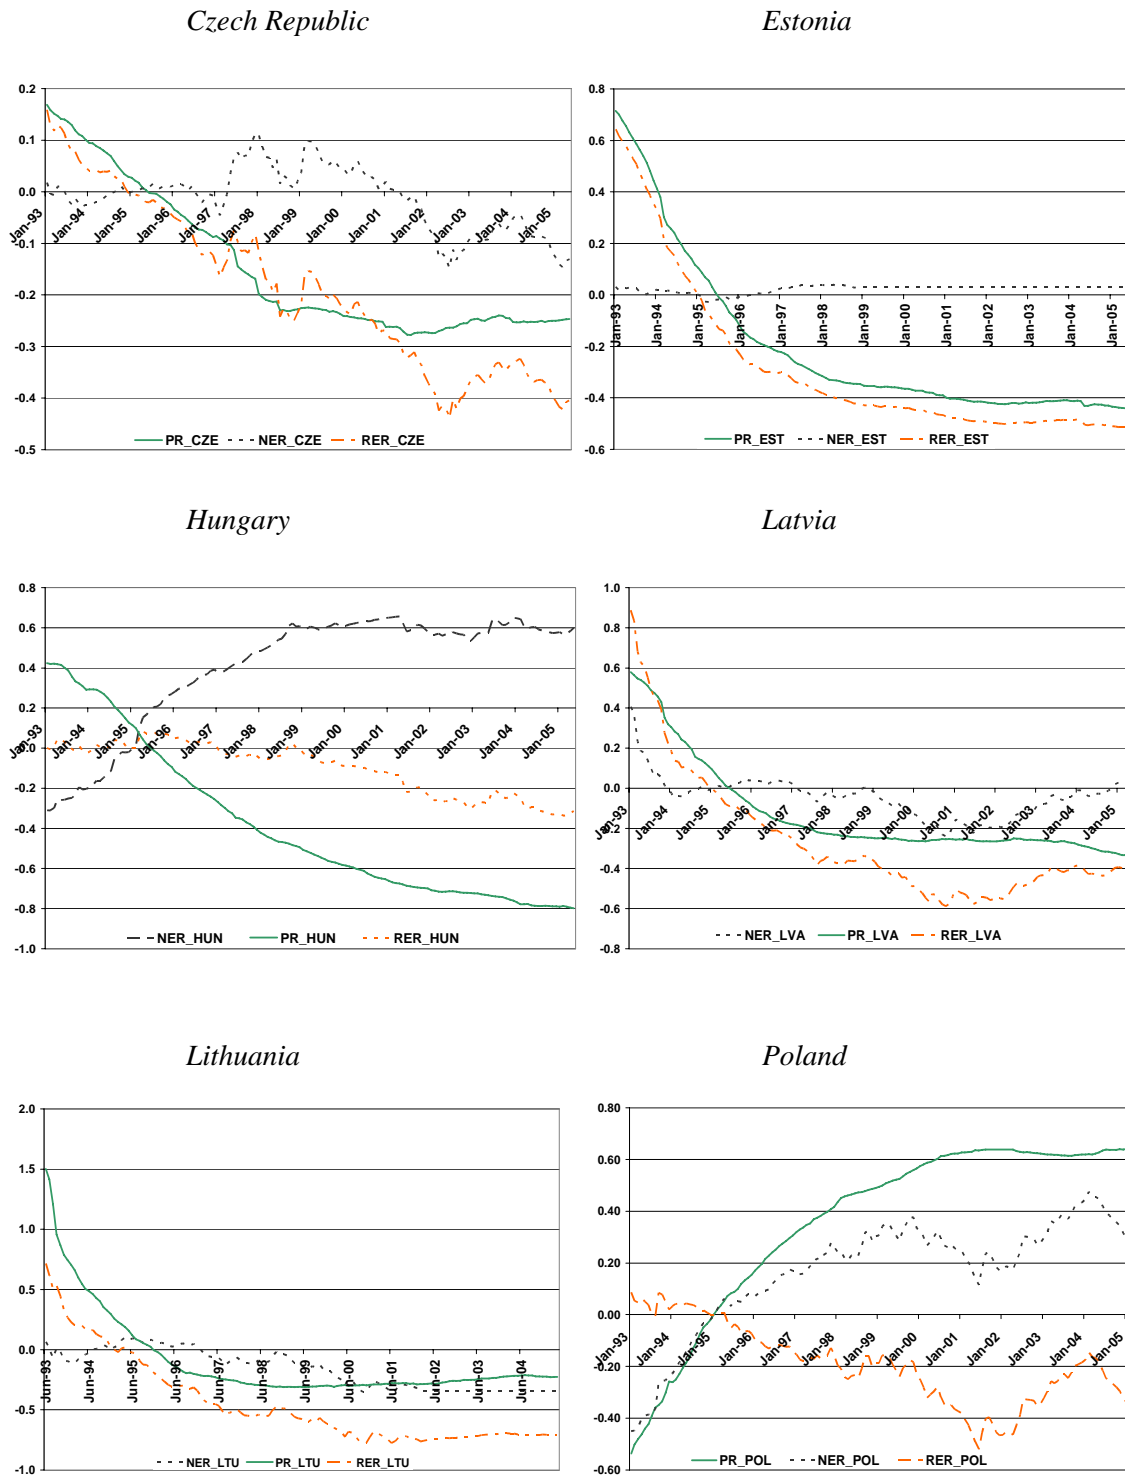 Czech Republic
Estonia
0.2
0.1
0.0
-0.1
-0.2
-0.3
-0.4
-0.5
Jan-93
Jan-94
Jan-95
Jan-96
Jan-97
Jan-98
Jan-99
Jan-00
Jan-01
Jan-02
Jan-03
Jan-04
Jan-05
PR_CZE NER_CZE RER_CZE
0.8
0.6
0.4
0.2
0.0
-0.2
-0.4
-0.6
Jan-93
Jan-94
Jan-95
Jan-96
Jan-97
Jan-98
Jan-99
Jan-00
Jan-01
Jan-02
Jan-03
Jan-04
Jan-05
PR_EST NER_EST RER_EST
Hungary
Latvia
0.8
0.6
0.4
0.2
0.0
-0.2
-0.4
-0.6
-0.8
-1.0
Jan-93
Jan-94
Jan-95
Jan-96
Jan-97
Jan-98
Jan-99
Jan-00
Jan-01
Jan-02
Jan-03
Jan-04
Jan-05
NER_HUN PR_HUN RER_HUN
1.0
0.8
0.6
0.4
0.2
0.0
-0.2
-0.4
-0.6
-0.8
Jan-93
Jan-94
Jan-95
Jan-96
Jan-97
Jan-98
Jan-99
Jan-00
Jan-01
Jan-02
Jan-03
Jan-04
Jan-05
NER_LVA PR_LVA RER_LVA
Lithuania
Poland
2.0
1.5
1.0
0.5
0.0
-0.5
-1.0
Jun-93
Jun-94
Jun-95
Jun-96
Jun-97
Jun-98
Jun-99
Jun-00
Jun-01
Jun-02
Jun-03
Jun-04
NER_LTU PR_LTU RER_LTU
0.80
0.60
0.40
0.20
0.00
-0.20
-0.40
-0.60
Jan-93
Jan-94
Jan-95
Jan-96
Jan-97
Jan-98
Jan-99
Jan-00
Jan-01
Jan-02
Jan-03
Jan-04
Jan-05
PR_POL NER_POL RER_POL